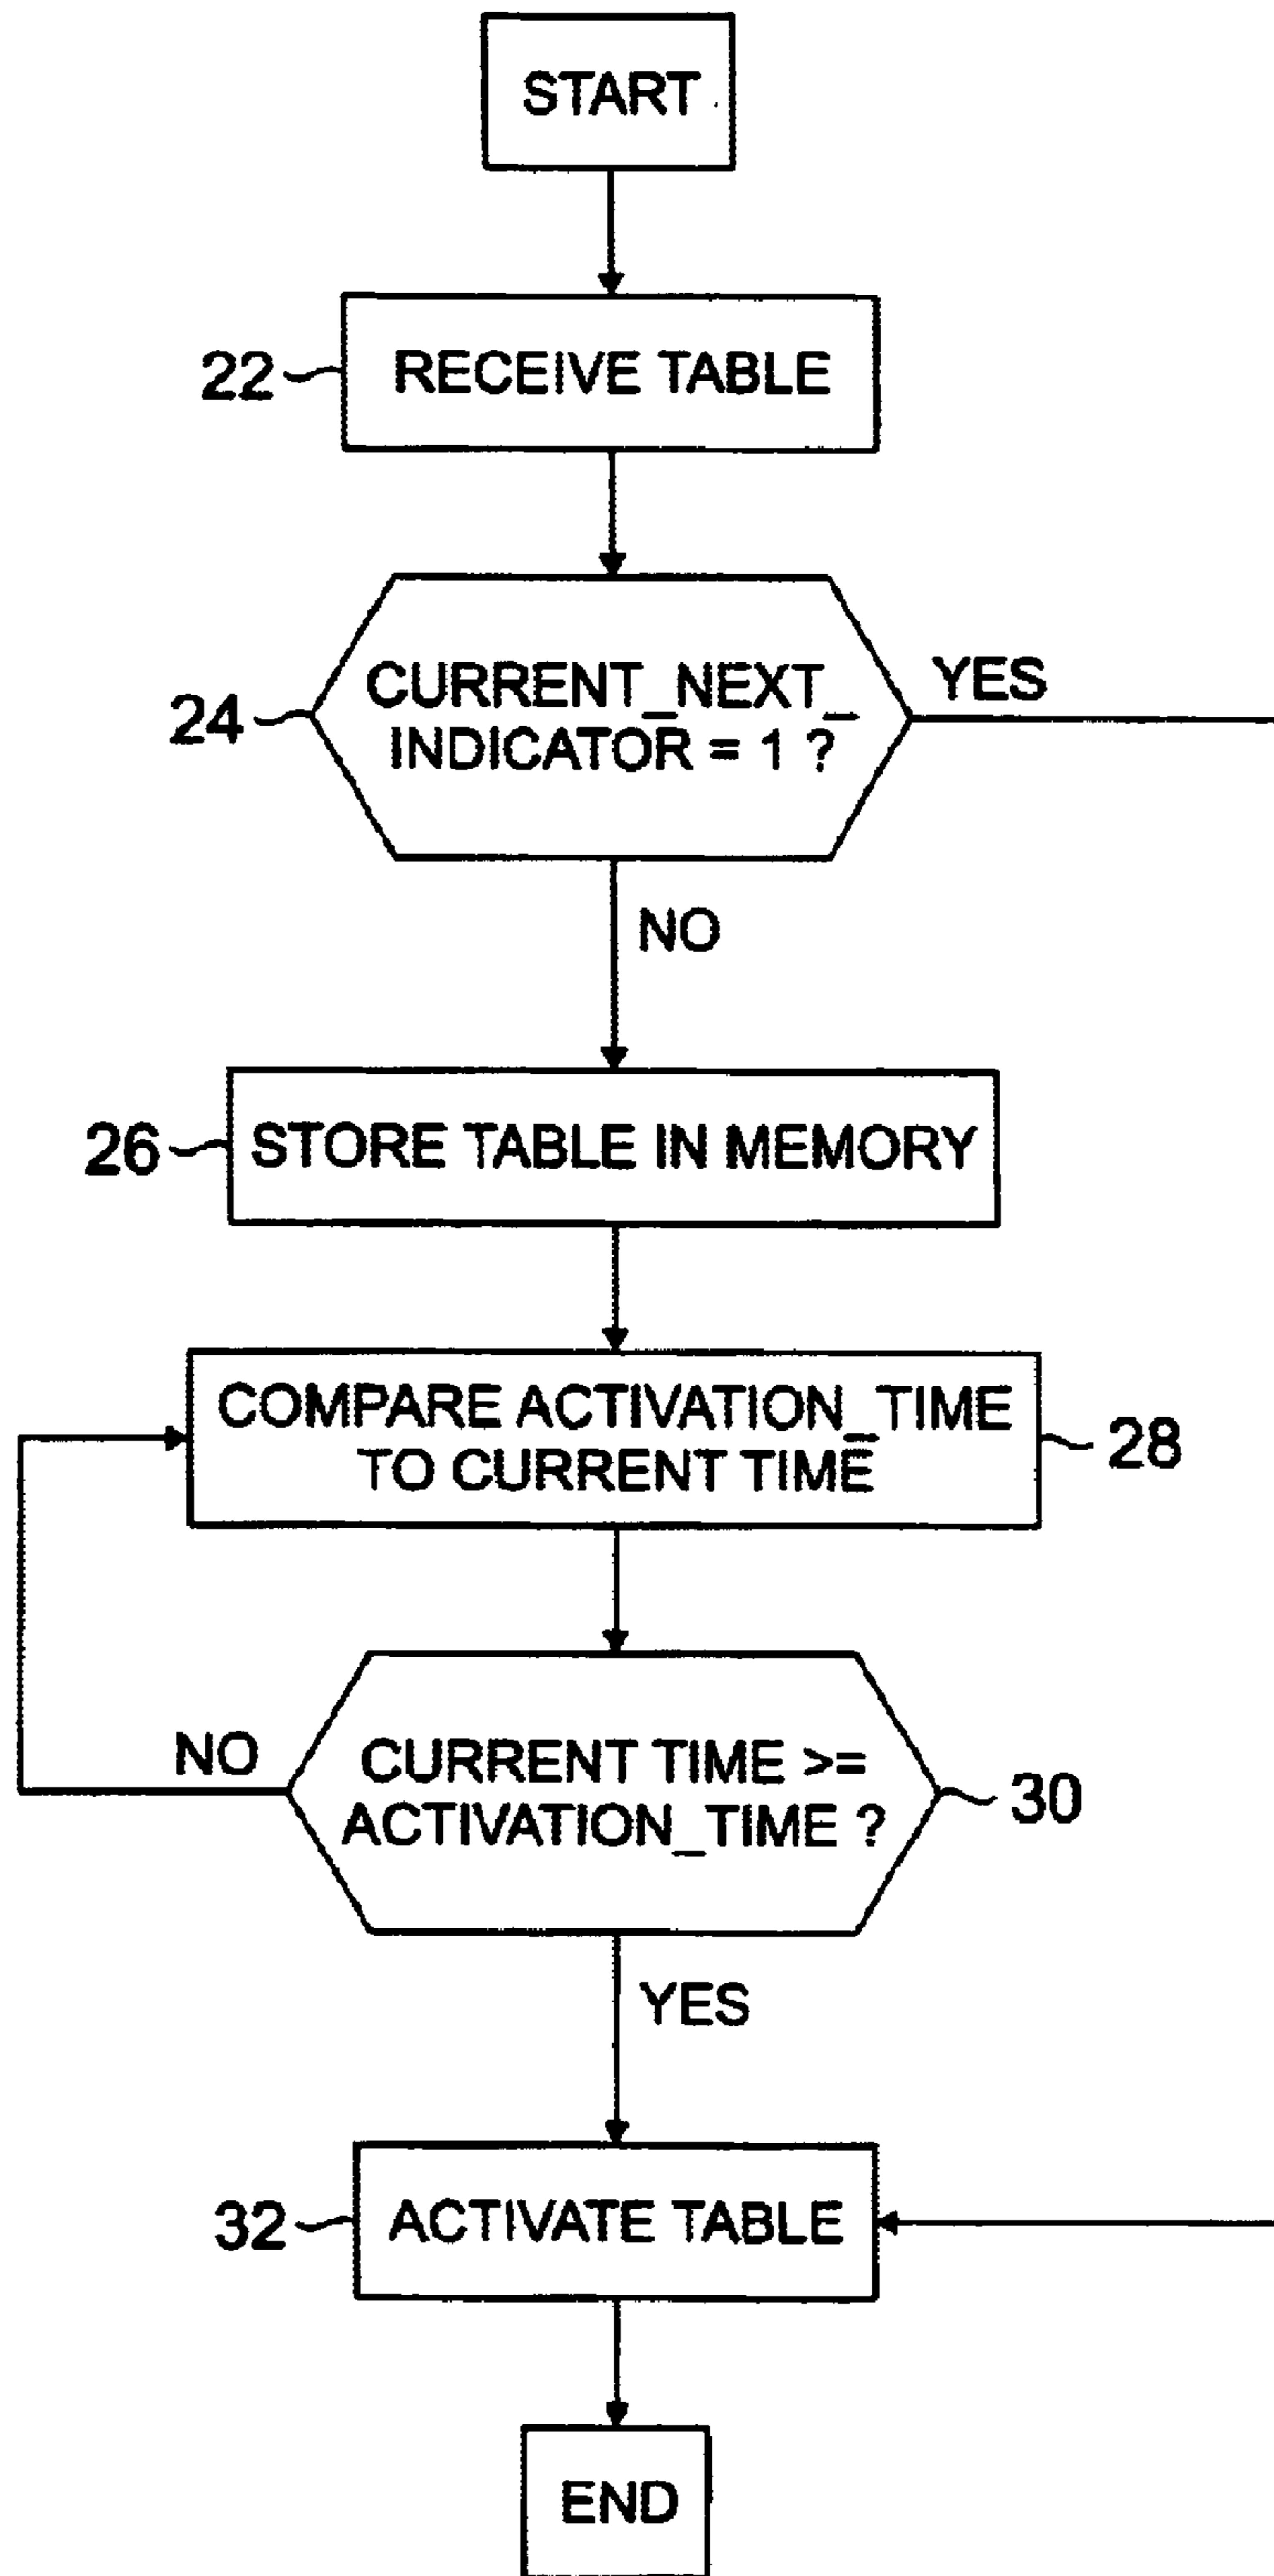 START
22
RECEIVE TABLE
24
CURRENT_NEXT_
INDICATOR = 1 ?
YES
NO
26
STORE TABLE IN MEMORY
COMPARE ACTIVATION_TIME
TO CURRENT TIME
28
NO
CURRENT TIME >=
ACTIVATION_TIME ?
30
YES
32
ACTIVATE TABLE
END